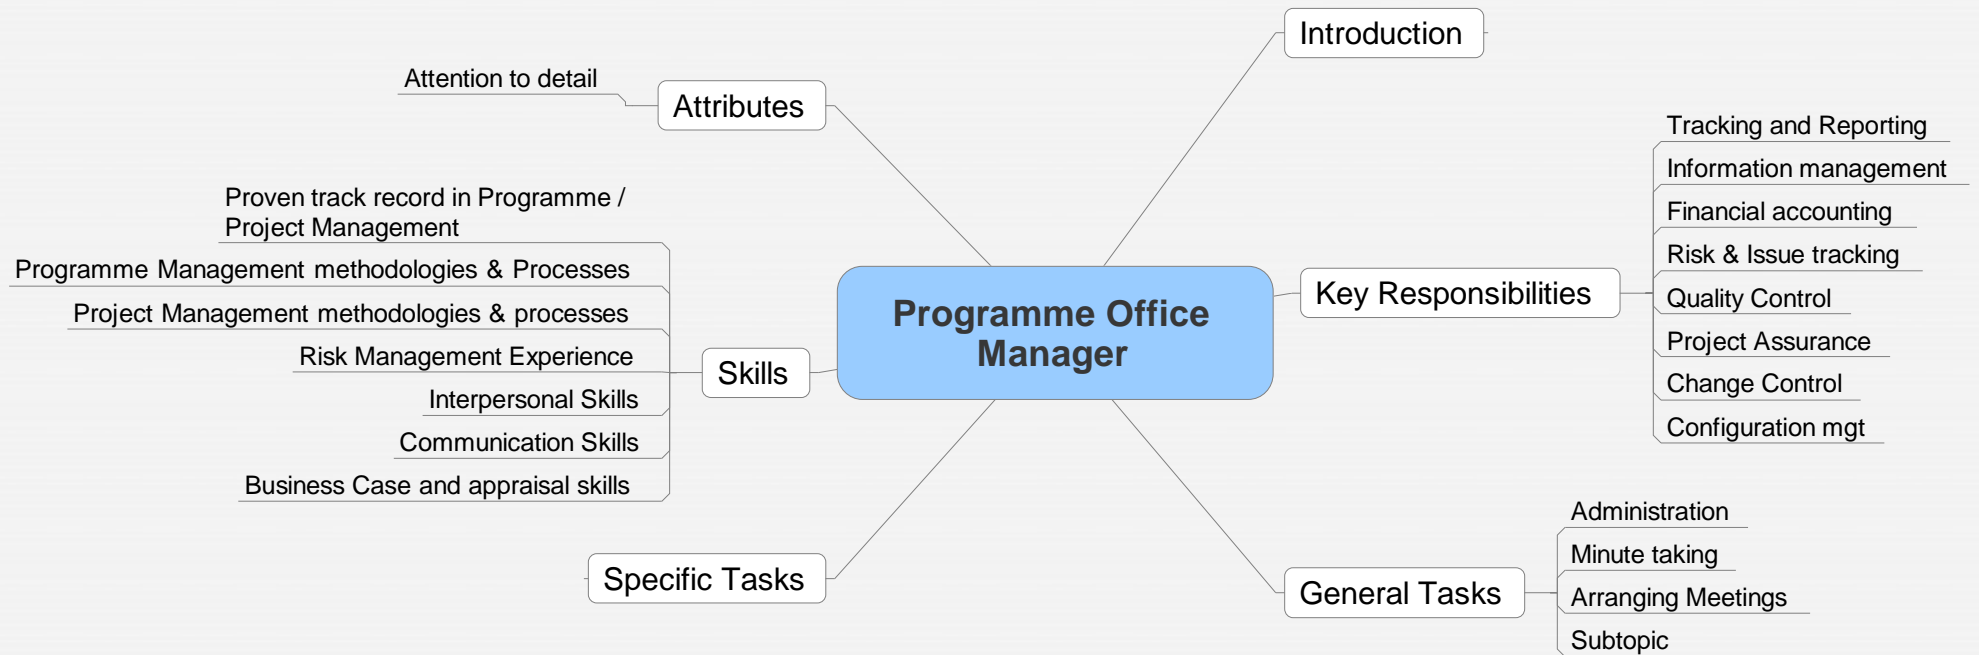 Introduction
Attention to detail
Attributes
Tracking and Reporting
Information management
Financial accounting
Risk & Issue tracking
Quality Control
Project Assurance
Change Control
Configuration mgt
Key Responsibilities
Proven track record in Programme /
Project Management
Programme Management methodologies & Processes
Project Management methodologies & processes
Risk Management Experience
Interpersonal Skills
Communication Skills
Business Case and appraisal skills
Skills
Programme Office
Manager
Specific Tasks
General Tasks
Administration
Minute taking
Arranging Meetings
Subtopic